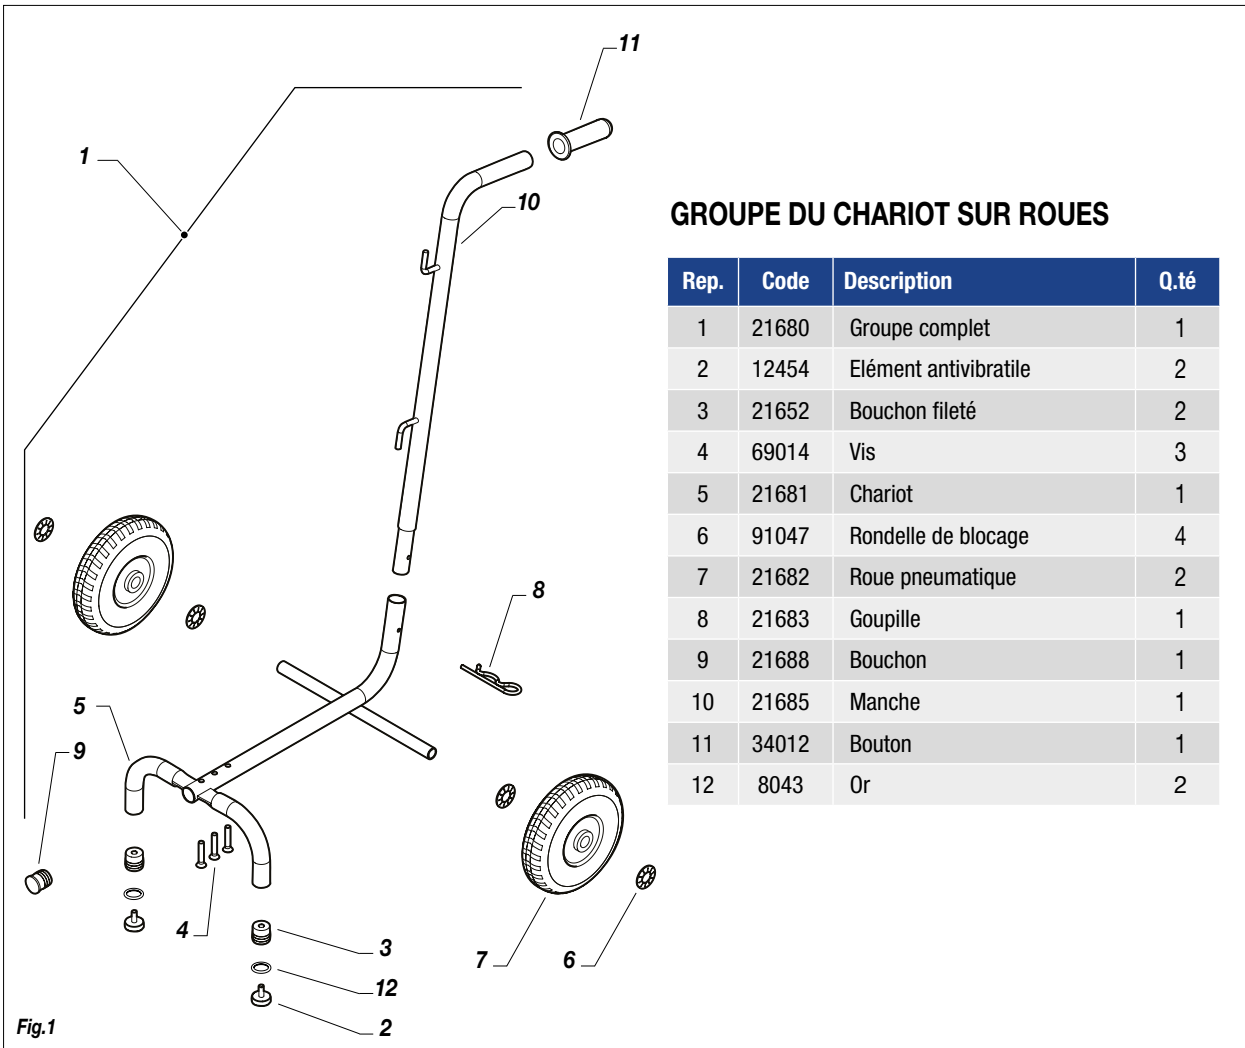 11
1
10
8
5
9
4
3
12
2
7
6
Fig.1
GROUPE DU CHARIOT SUR ROUES
Rep. Code Description Q.té
1 21680 Groupe complet 1
2 12454 Elément antivibratile 2
3 21652 Bouchon fileté 2
4 69014 Vis 3
5 21681 Chariot 1
6 91047 Rondelle de blocage 4
7 21682 Roue pneumatique 2
8 21683 Goupille 1
9 21688 Bouchon 1
10 21685 Manche 1
11 34012 Bouton 1
12 8043 Or 2